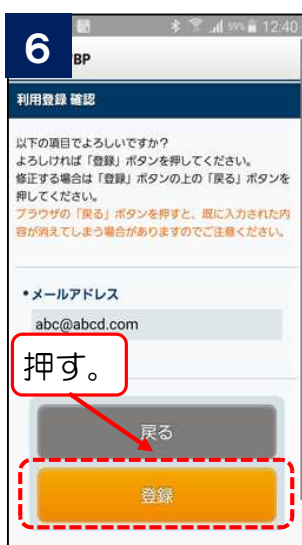 6
59% 12:40
BP
利用登録 確認
以下の項目でよろしいですか？
よろしければ「登録」ボタンを押してください。
修正する場合は「登録」ボタンの上の「戻る」ボタンを
押してください。
ブラウザの「戻る」ボタンを押すと、既に入力された内
容が消えてしまう場合がありますのでご注意ください。
•メールアドレス
abc@abcd.com
押す。
戻る
登録